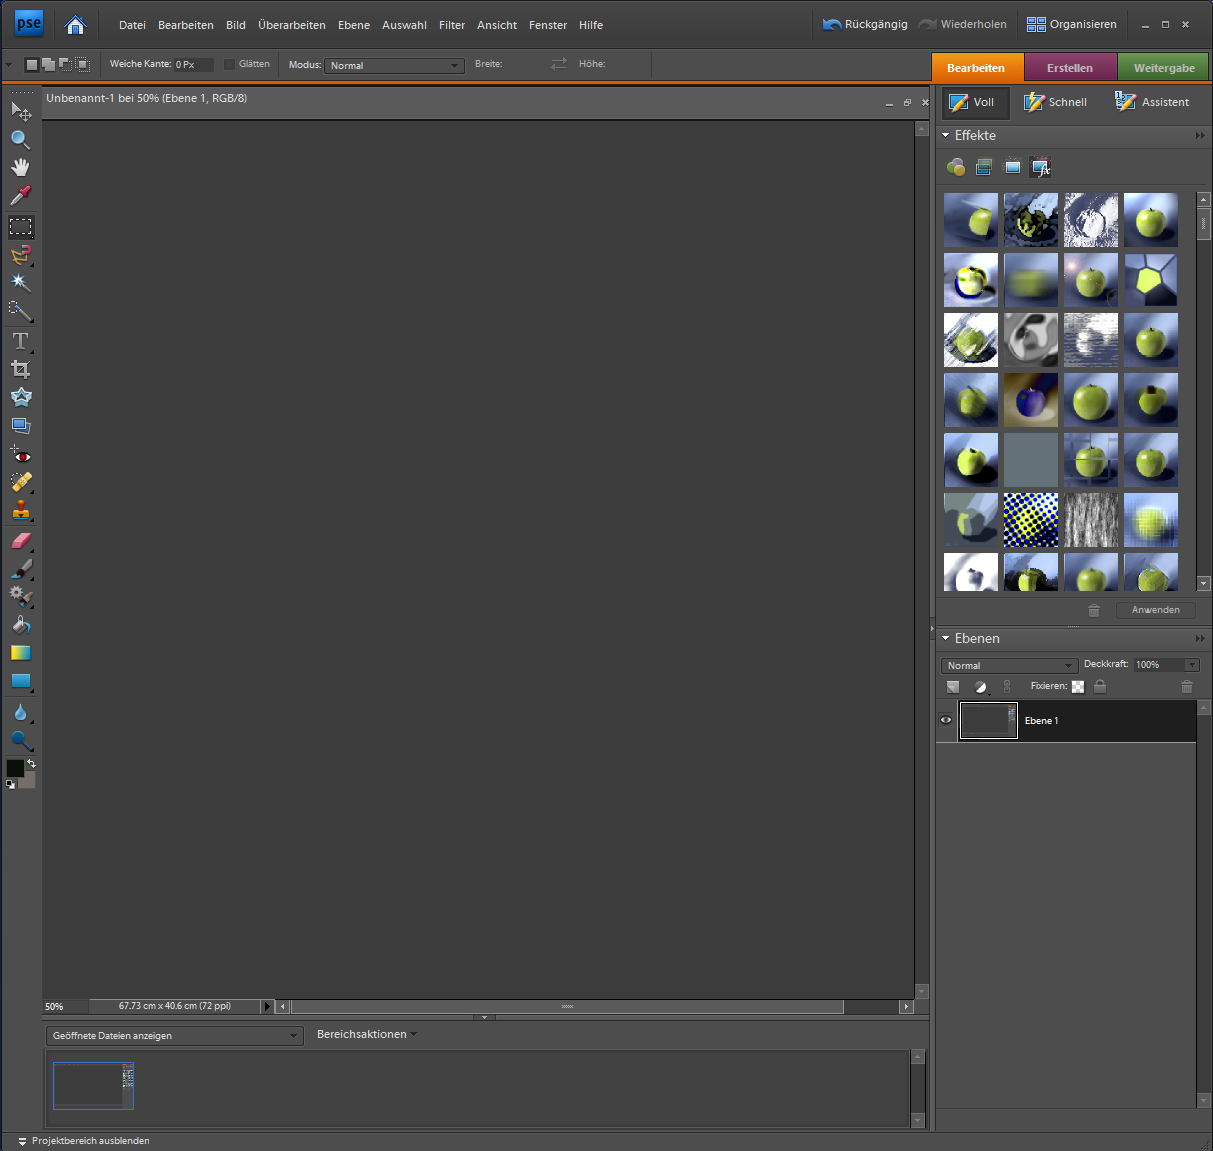 pse
Datei Bearbeiten Bild Überarbeiten Ebene Auswahl Filter Ansicht Fenster Hilfe
Rückgängig Wiederholen Organisieren
Weiche Kante: 0 Px Glätten Modus: Normal Breite: Höhe:
Bearbeiten Erstellen Weitergabe
Unbenannt-1 bei 50% (Ebene 1, RGB/8)
Voll Schnell Assistent
Effekte
fx
T
Anwenden
Ebenen
Normal Deckkraft: 100%
Fixieren:
Ebene 1
50% 67.73 cm x 40.6 cm (72 ppi)
Geöffnete Dateien anzeigen Bereichsaktionen
Projektbereich ausblenden